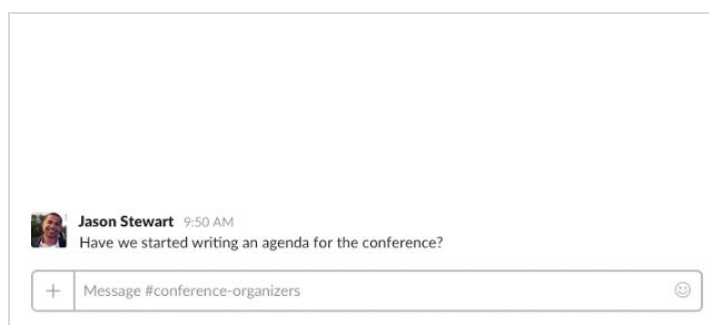 Jason Stewart 9:50 AM
Have we started writing an agenda for the conference?
+ Message #conference-organizers